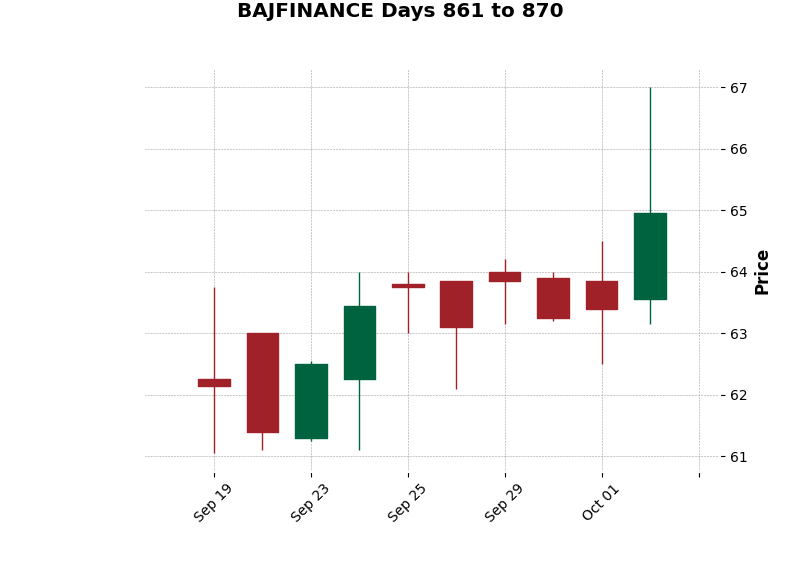 BAJFINANCE Days 861 to 870
67
66
65
64
63
62
61
Price
Sep 19
Sep 23
Sep 25
Sep 29
Oct 01